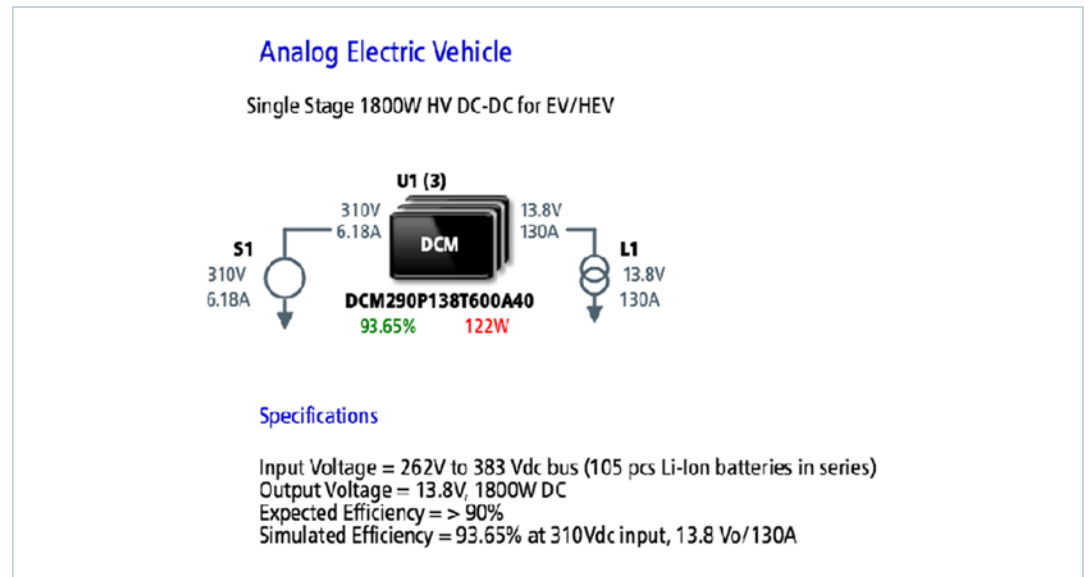 Analog Electric Vehicle
Single Stage 1800W HV DC-DC for EV/HEV
U1 (3)
310V
6.18A
DCM
13.8V
130A
S1
310V
6.18A
L1
13.8V
130A
DCM290P138T600A40
93.65% 122W
Specifications
Input Voltage = 262V to 383 Vdc bus (105 pcs Li-Ion batteries in series)
Output Voltage = 13.8V, 1800W DC
Expected Efficiency = > 90%
Simulated Efficiency = 93.65% at 310Vdc input, 13.8 Vo/130A